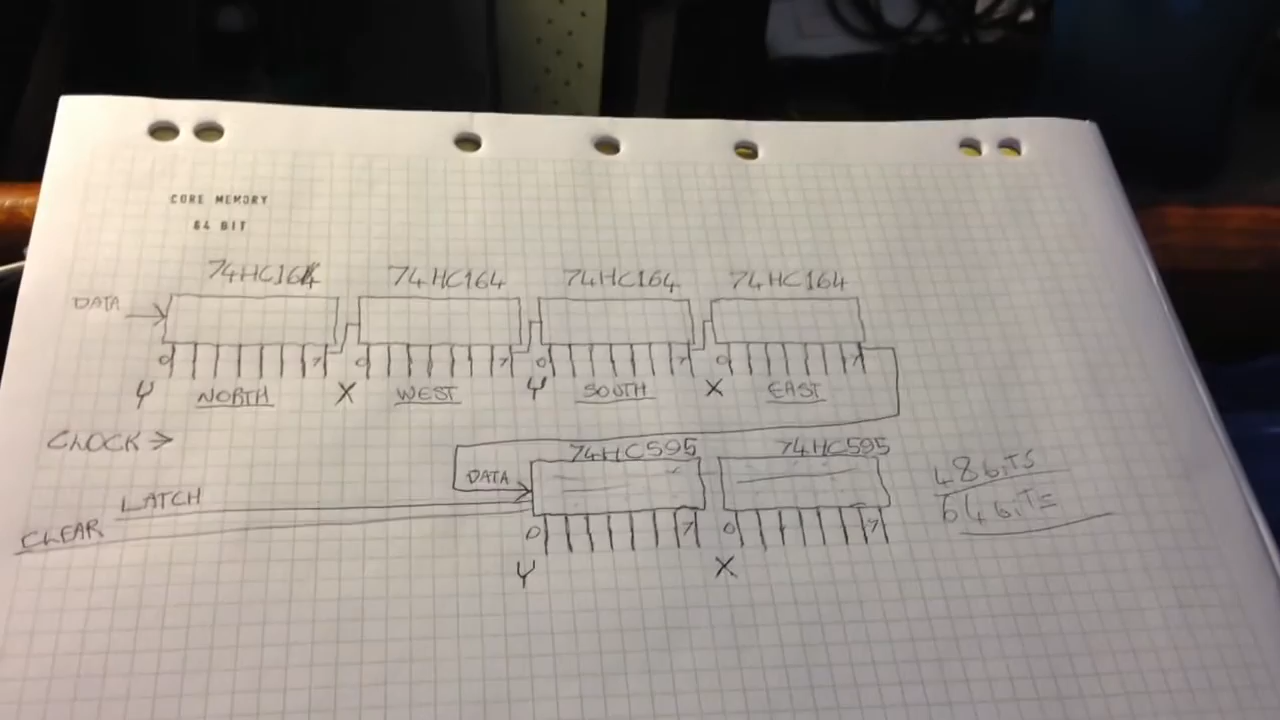 CORE MEMORY
64 BIT
74HC164 74HC164 74HC164 74HC164
DATA
0 7 0 7 0 7 0 7
Y NORTH X WEST Y SOUTH X EAST
CLOCK >
74HC595 74HC595
DATA
48 BITS
64 BITS
LATCH
CLEAR
0 7 0 7
Y X